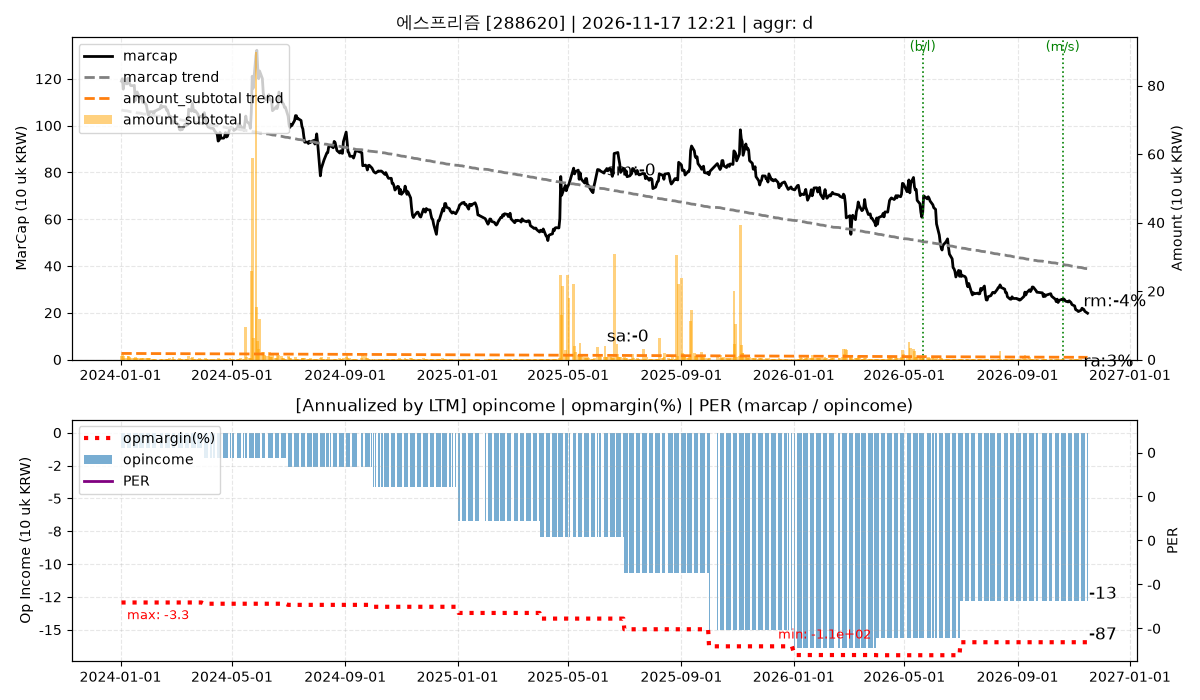 에스프리즘 [288620] | 2026-11-17 12:21 | aggr: d
(b/l)
(m/s)
marcap
marcap trend
amount_subtotal trend
amount_subtotal
MarCap (10 uk KRW)
Amount (10 uk KRW)
120
100
80
60
40
20
0
80
60
40
20
0
sm:-0
sa:-0
rm:-4%
ra:3%
2024-01-01 2024-05-01 2024-09-01 2025-01-01 2025-05-01 2025-09-01 2026-01-01 2026-05-01 2026-09-01 2027-01-01
[Annualized by LTM] opincome | opmargin(%) | PER (marcap / opincome)
opmargin(%)
opincome
PER
Op Income (10 uk KRW)
PER
0
-2
-5
-8
-10
-12
-15
0
0
0
-0
-0
max: -3.3
min: -1.1e+02
-13
-87
2024-01-01 2024-05-01 2024-09-01 2025-01-01 2025-05-01 2025-09-01 2026-01-01 2026-05-01 2026-09-01 2027-01-01